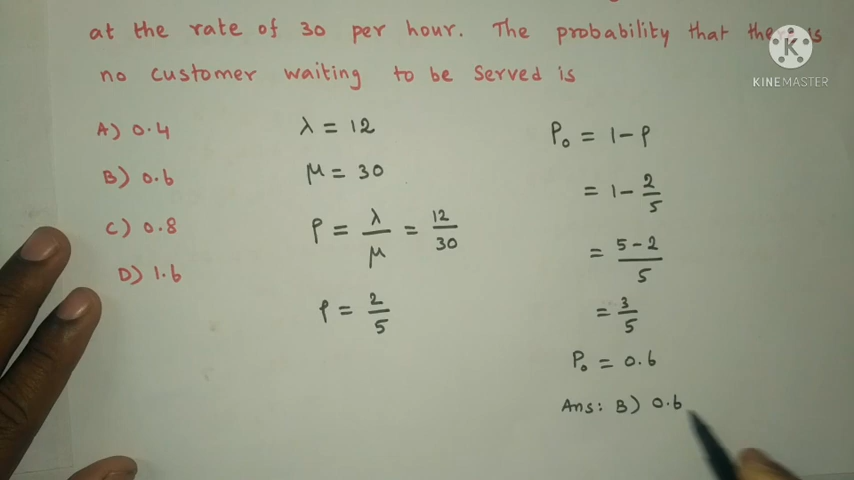 at the rate of 30 per hour. The probability that there is
no customer waiting to be served is
A) 0.4
B) 0.6
C) 0.8
D) 1.6
λ = 12
μ = 30
ρ = λ/μ = 12/30
ρ = 2/5
P₀ = 1 - ρ
= 1 - 2/5
= 5-2/5
= 3/5
P₀ = 0.6
Ans: B) 0.6
K
KINEMASTER